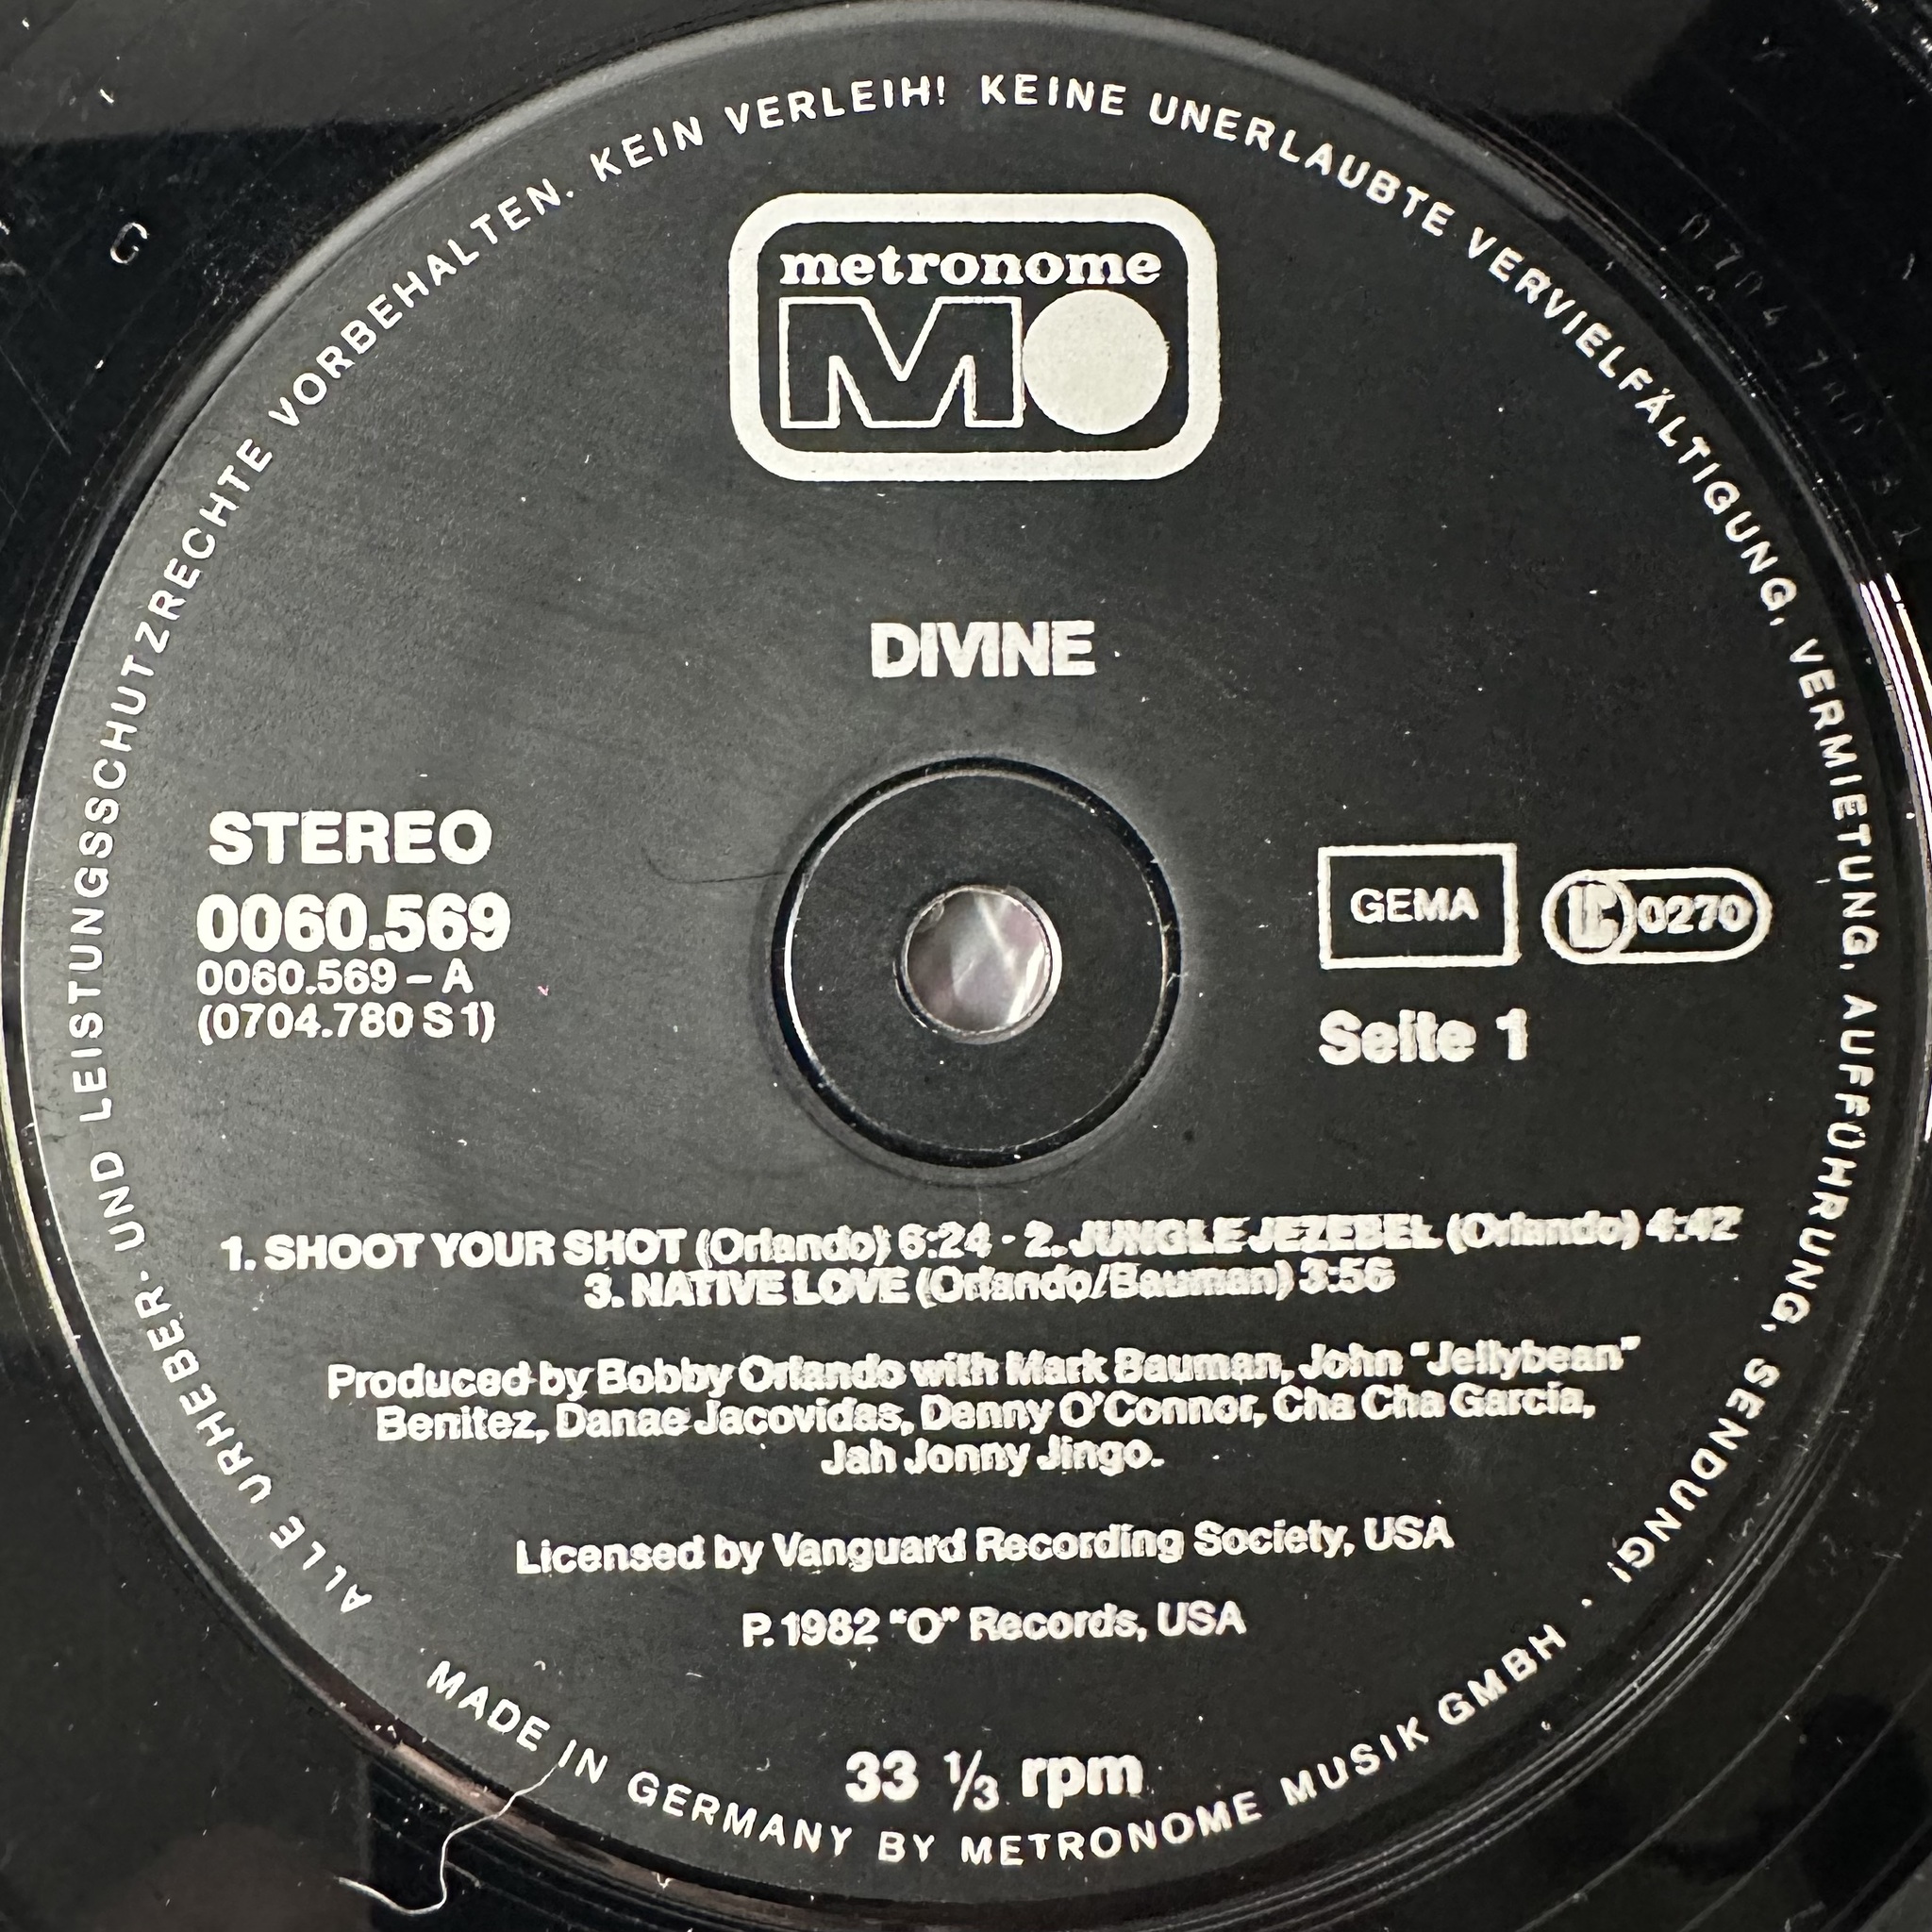 ALLE URHEBER- UND LEISTUNGSSCHUTZRECHTE VORBEHALTEN. KEIN VERLEIH! KEINE UNERLAUBTE VERVIELFÄLTIGUNG, VERMIETUNG, AUFFÜHRUNG, SENDUNG!
metronome
MO
DIVINE
STEREO
0060.569
0060.569 – A
(0704.780 S 1)
GEMA
LC 0270
Seite 1
1. SHOOT YOUR SHOT (Orlando) 6:24 - 2. JUNGLE JEZEBEL (Orlando) 4:42
3. NATIVE LOVE (Orlando/Bauman) 3:56
Produced by Bobby Orlando with Mark Bauman, John "Jellybean"
Benitez, Danae Jacovidas, Denny O'Connor, Cha Cha Garcia,
Jah Jonny Jingo.
Licensed by Vanguard Recording Society, USA
P. 1982 "O" Records, USA
33 ⅓ rpm
MADE IN GERMANY BY METRONOME MUSIK GMBH ·